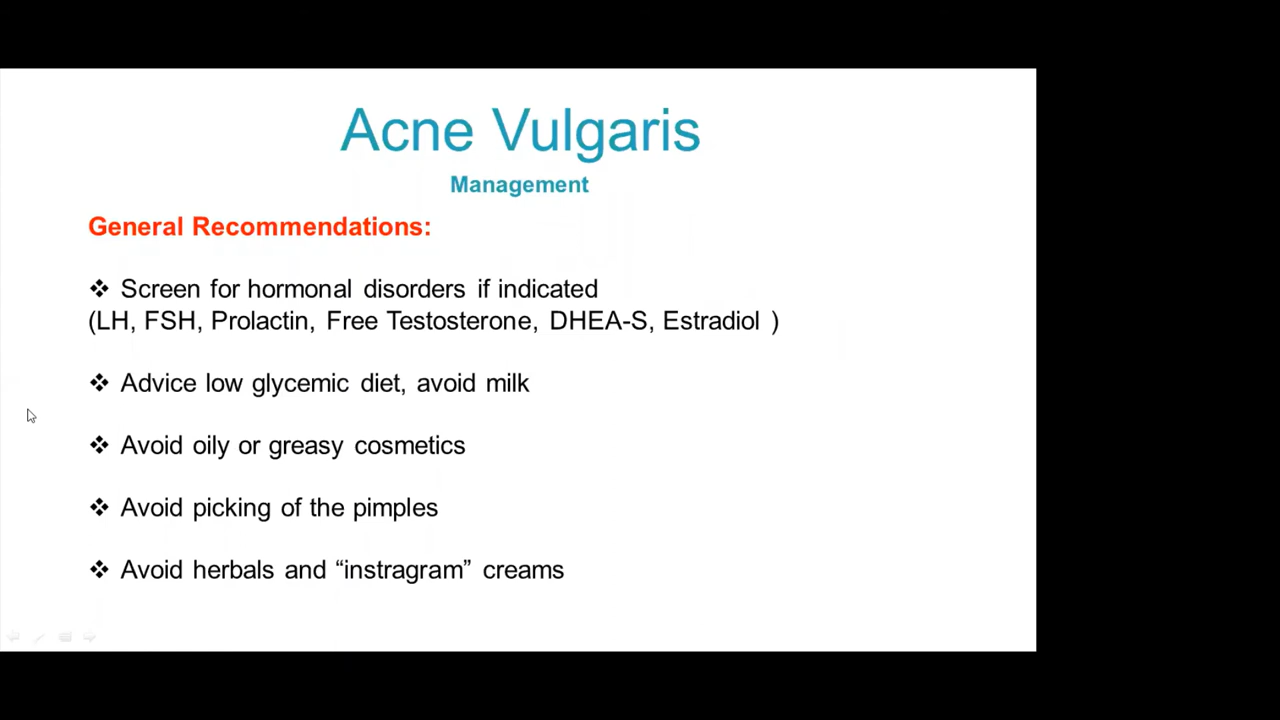 Acne Vulgaris
Management
General Recommendations:
❖ Screen for hormonal disorders if indicated
(LH, FSH, Prolactin, Free Testosterone, DHEA-S, Estradiol )
❖ Advice low glycemic diet, avoid milk
❖ Avoid oily or greasy cosmetics
❖ Avoid picking of the pimples
❖ Avoid herbals and “instragram” creams